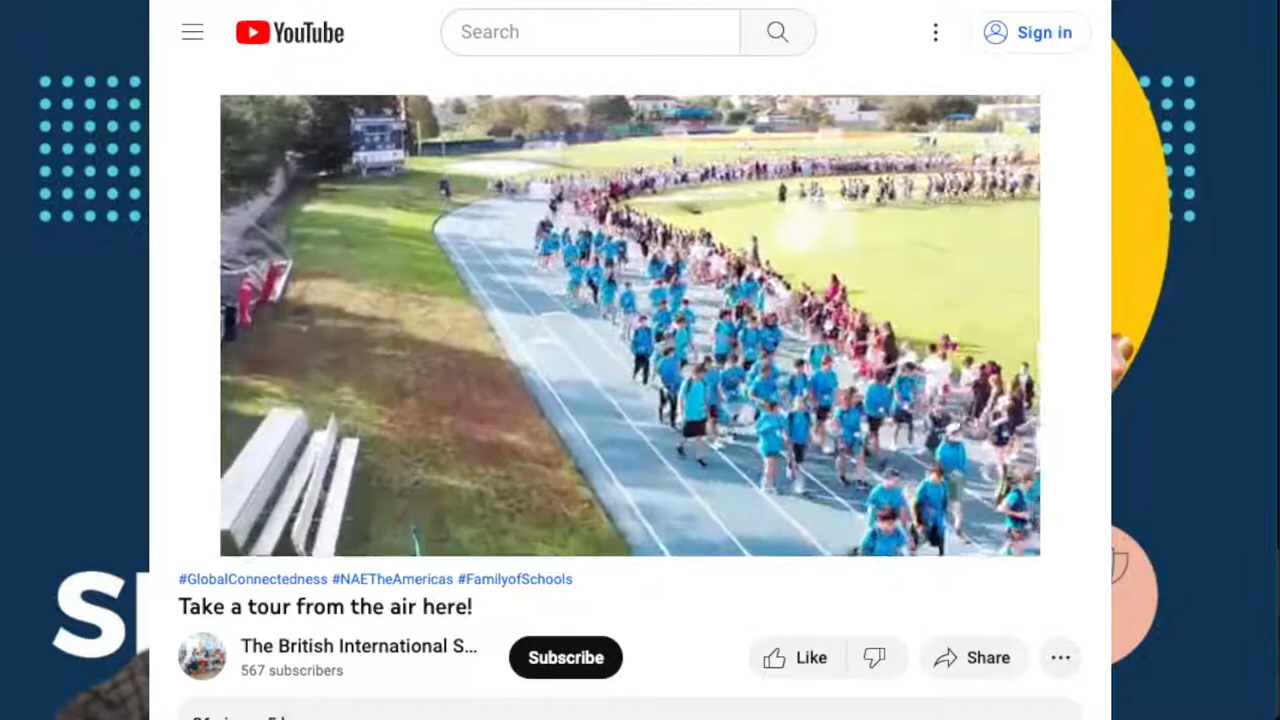 YouTube
Search
Sign in
#GlobalConnectedness #NAETheAmericas #FamilyofSchools
Take a tour from the air here!
The British International S...
567 subscribers
Subscribe
Like
Share